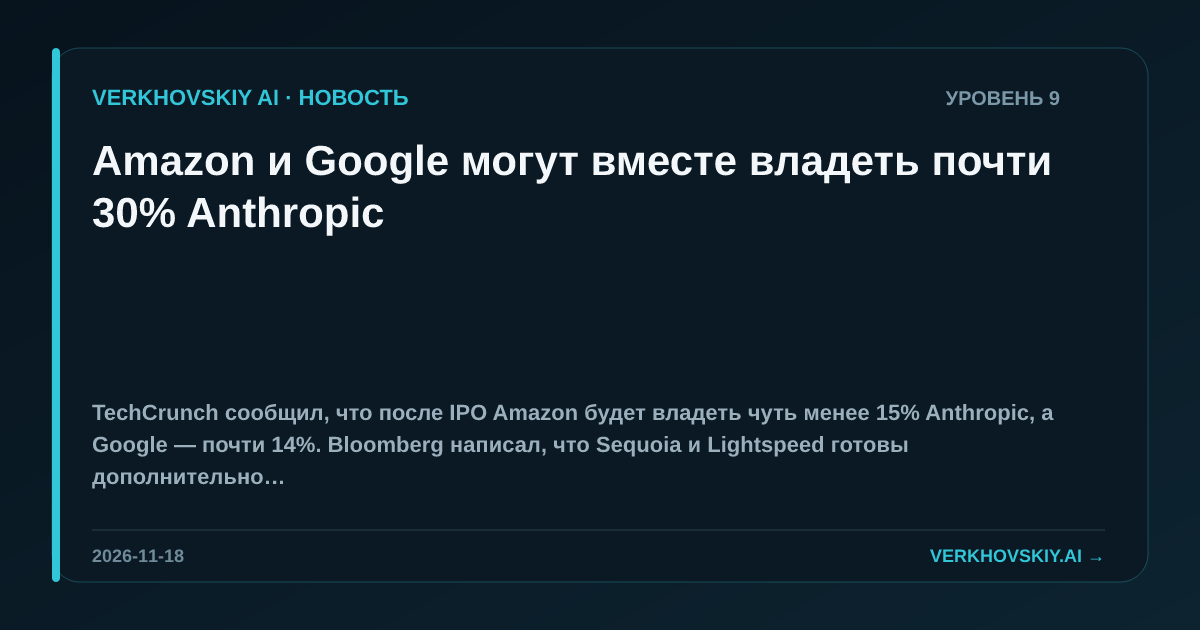 VERKHOVSKIY AI · НОВОСТЬ
УРОВЕНЬ 9
Amazon и Google могут вместе владеть почти
30% Anthropic
TechCrunch сообщил, что после IPO Amazon будет владеть чуть менее 15% Anthropic, а
Google — почти 14%. Bloomberg написал, что Sequoia и Lightspeed готовы
дополнительно…
2026-11-18
VERKHOVSKIY.AI →